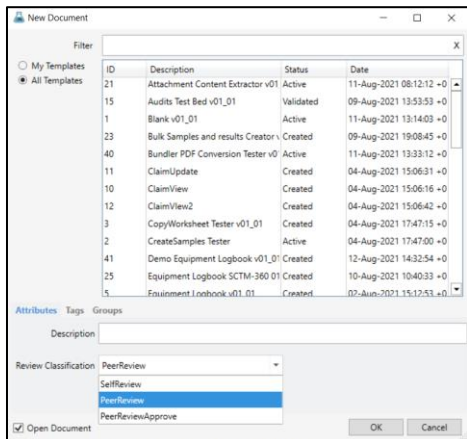 New Document
Filter
X
My Templates
All Templates
ID Description Status Date
21 Attachment Content Extractor v01 Active 11-Aug-2021 08:12:12 +0
15 Audits Test Bed v01_01 Validated 09-Aug-2021 13:53:53 +0
1 Blank v01_01 Active 11-Aug-2021 13:14:03 +0
23 Bulk Samples and results Creator v Created 09-Aug-2021 19:08:45 +0
40 Bundler PDF Conversion Tester v0 Active 11-Aug-2021 13:33:12 +0
11 ClaimUpdate Created 04-Aug-2021 15:06:31 +0
10 ClaimView Created 04-Aug-2021 15:06:16 +0
12 ClaimView2 Created 04-Aug-2021 15:06:42 +0
3 CopyWorksheet Tester v01_01 Created 04-Aug-2021 17:47:15 +0
2 CreateSamples Tester Active 04-Aug-2021 17:47:00 +0
41 Demo Equipment Logbook v01_01 Created 12-Aug-2021 14:32:54 +0
25 Equipment Logbook SCTM-360 01 Created 10-Aug-2021 10:40:33 +0
5 Equipment Logbook v01_01 Created 02-Aug-2021 15:12:53 +0
Attributes Tags Groups
Description
Review Classification PeerReview
SelfReview
PeerReview
PeerReviewApprove
Open Document OK Cancel